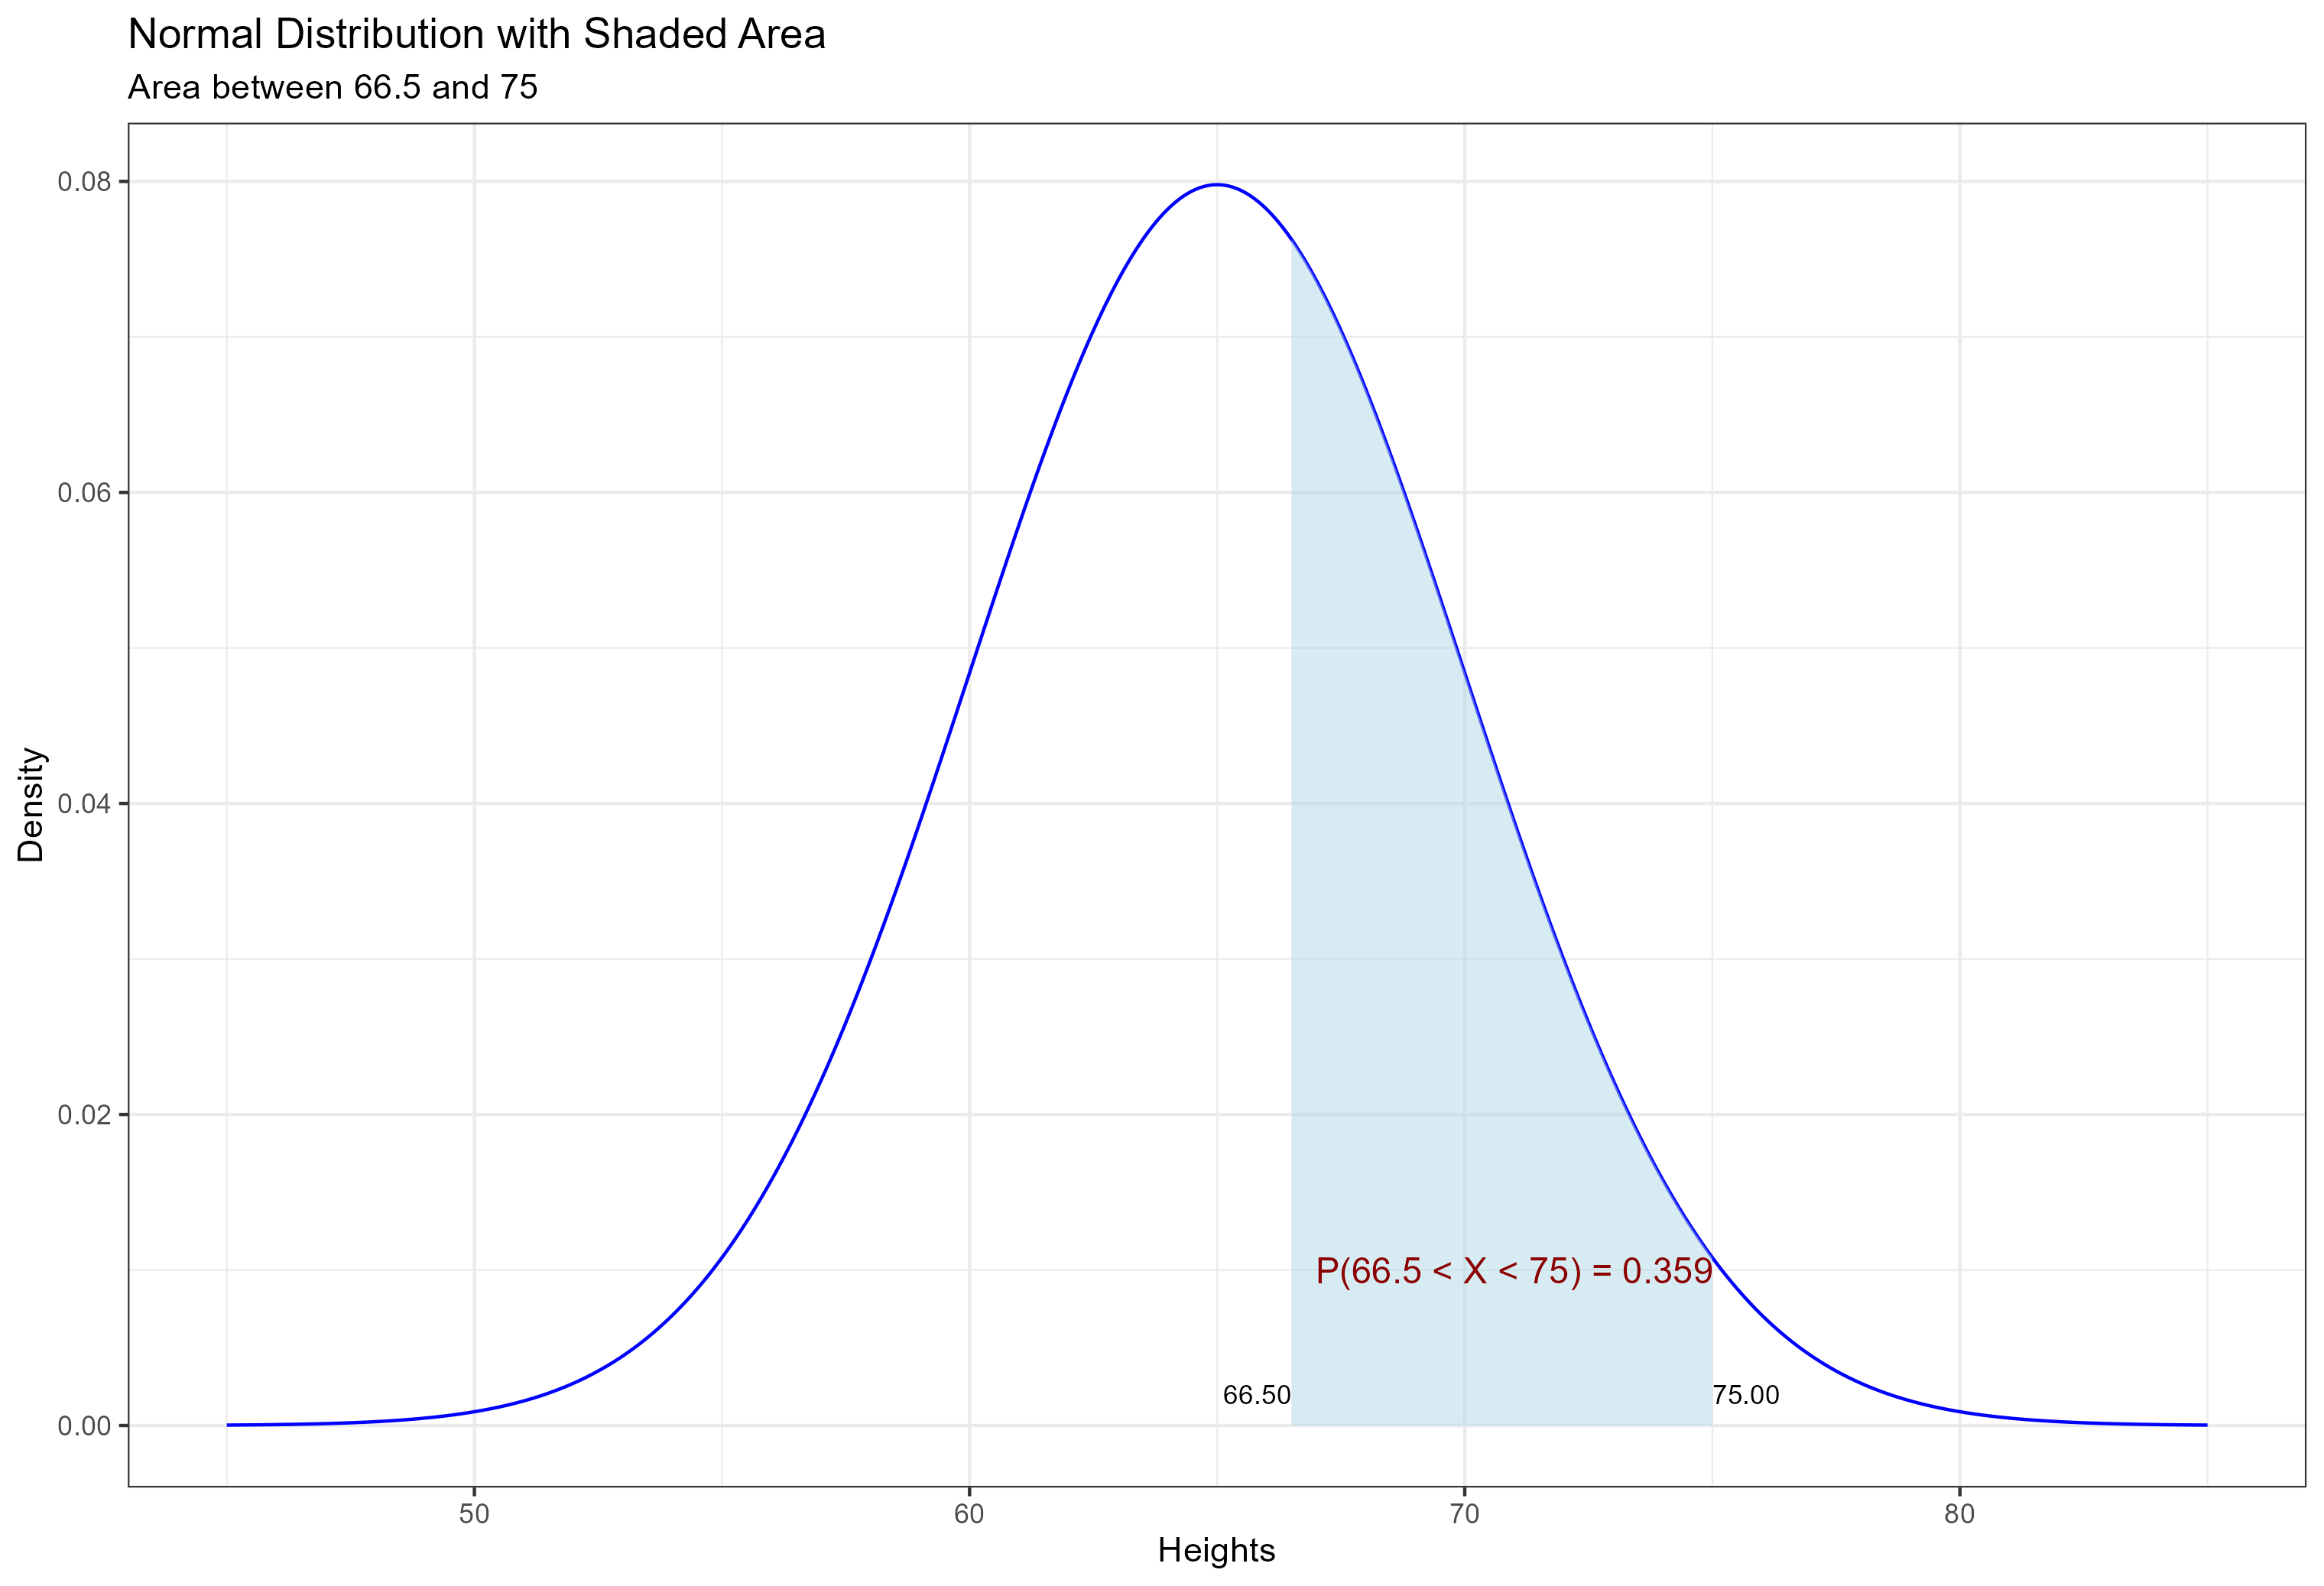 Normal Distribution with Shaded Area
Area between 66.5 and 75
0.08
0.06
0.04
0.02
0.00
Density
P(66.5 < X < 75) = 0.359
66.50
75.00
50
60
70
80
Heights